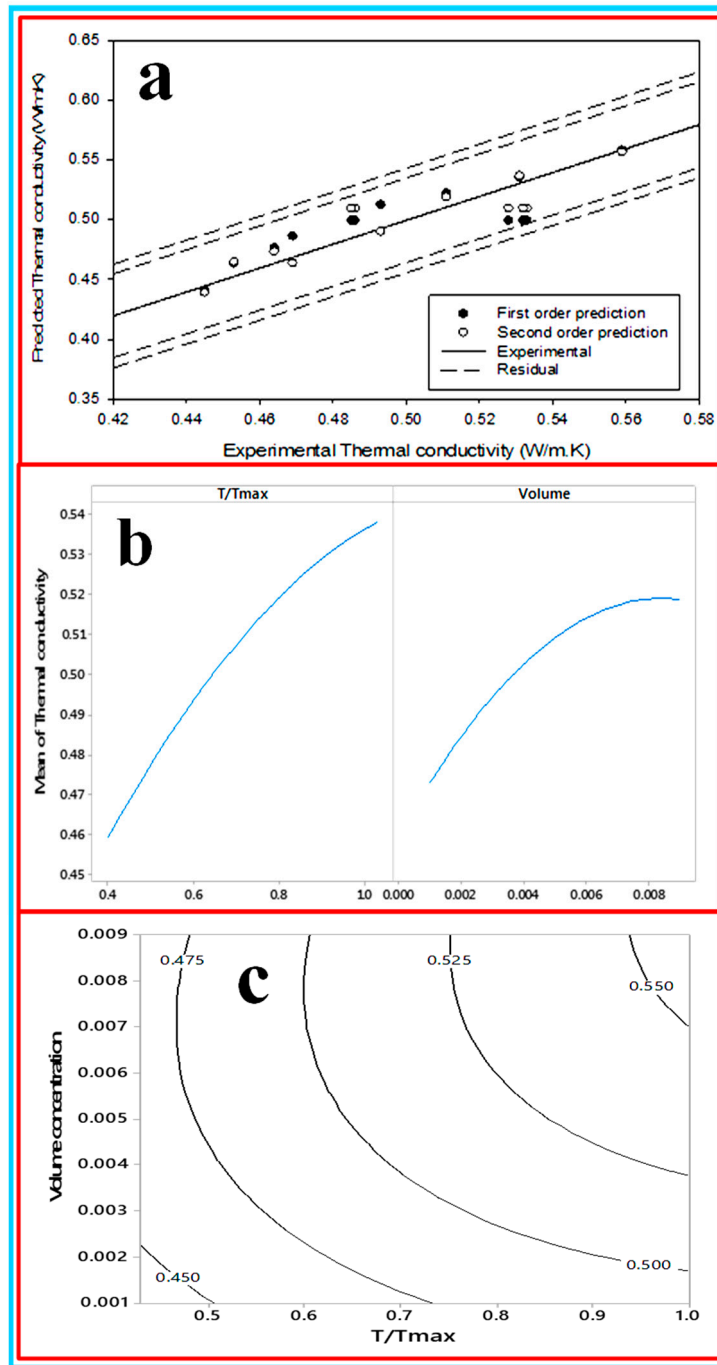 a
0.65
0.60
0.55
0.50
0.45
0.40
0.35
Predicted Thermal conductivity (W/m.K)
First order prediction
Second order prediction
Experimental
Residual
0.42 0.44 0.46 0.48 0.50 0.52 0.54 0.56 0.58
Experimental Thermal conductivity (W/m.K)
b
T/Tmax Volume
0.54
0.53
0.52
0.51
0.50
0.49
0.48
0.47
0.46
0.45
Mean of Thermal conductivity
0.4 0.6 0.8 1.0 0.000 0.002 0.004 0.006 0.008
c
0.009
0.008
0.007
0.006
0.005
0.004
0.003
0.002
0.001
Volume concentration
0.475
0.525
0.550
0.500
0.450
0.5 0.6 0.7 0.8 0.9 1.0
T/Tmax